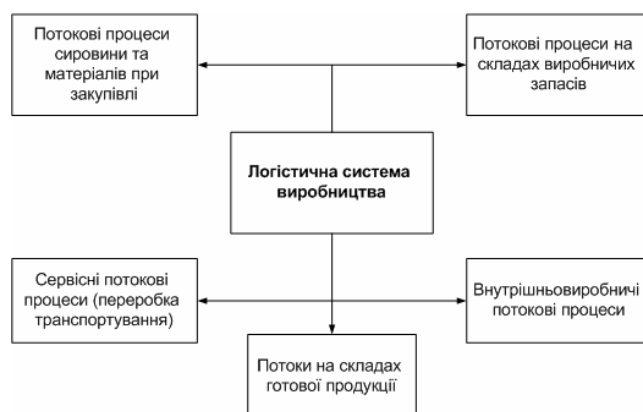 Потокові процеси
сировини та
матеріалів при
закупівлі
Потокові процеси на
складах виробничих
запасів
Логістична система
виробництва
Сервісні потокові
процеси (переробка
транспортування)
Внутрішньовиробничі
потокові процеси
Потоки на складах
готової продукції